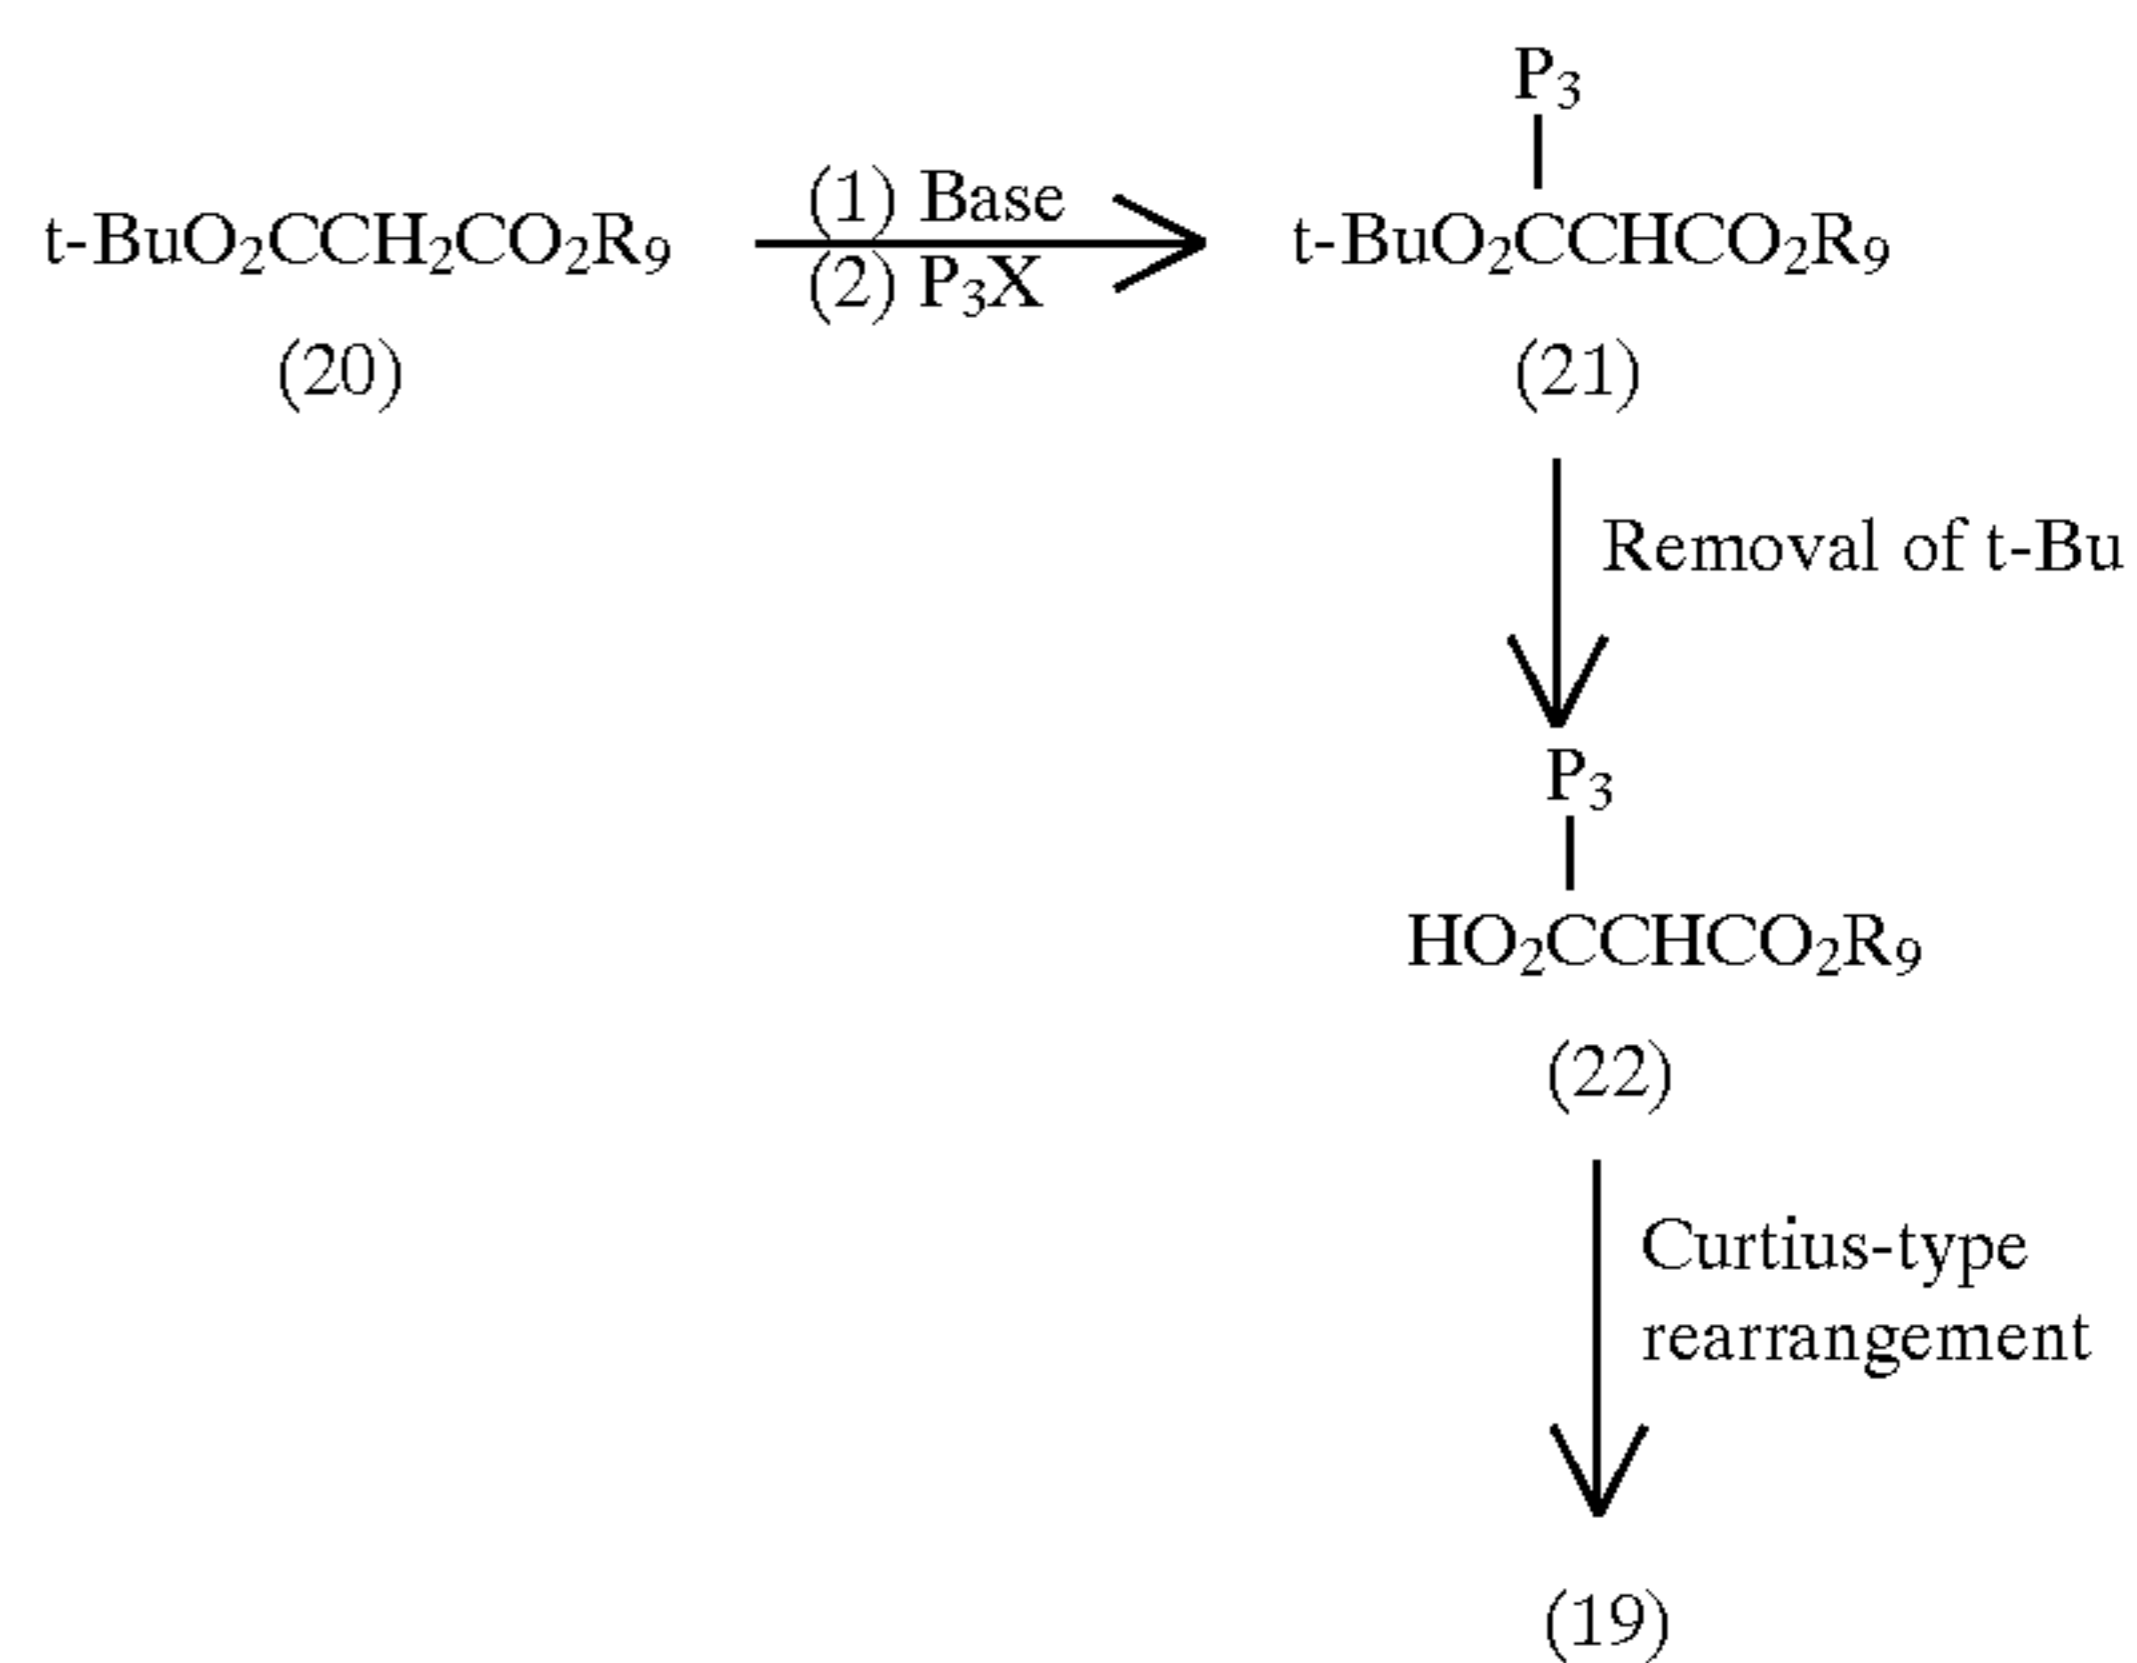 P₃
t-BuO₂CCH₂CO₂R₉
(1) Base
(2) P₃X
t-BuO₂CCHCO₂R₉
(20)
(21)
Removal of t-Bu
P₃
HO₂CCHCO₂R₉
(22)
Curtius-type
rearrangement
(19)